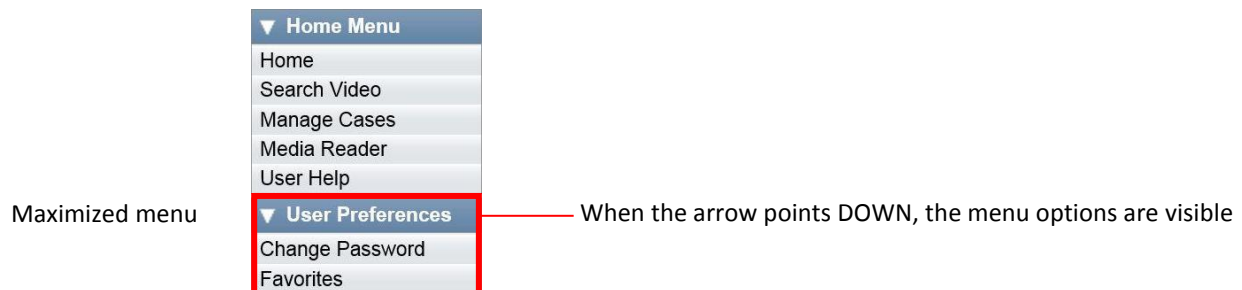 Home Menu
Home
Search Video
Manage Cases
Media Reader
User Help
Maximized menu
User Preferences
When the arrow points DOWN, the menu options are visible
Change Password
Favorites